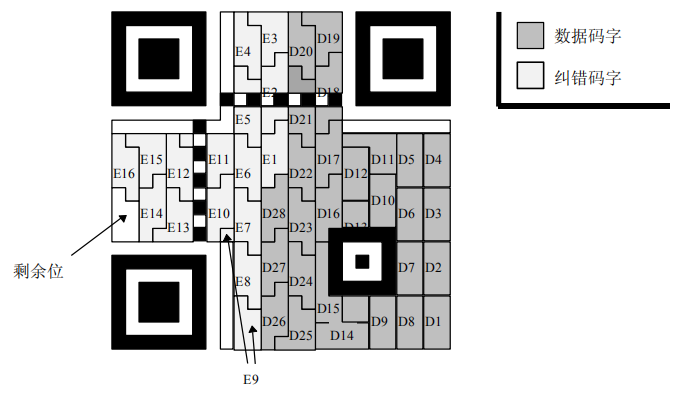 E4 E3 D20 D19
数据码字
纠错码字
E2 D18
E5 D21
E16 E15 E12 E11 E6 E1 D22 D17 D12 D11 D5 D4
E14 E13 E10 E7 D28 D23 D16 D13 D10 D6 D3
剩余位
E8 D27 D24 D7 D2
D26 D25 D15 D14 D9 D8 D1
E9